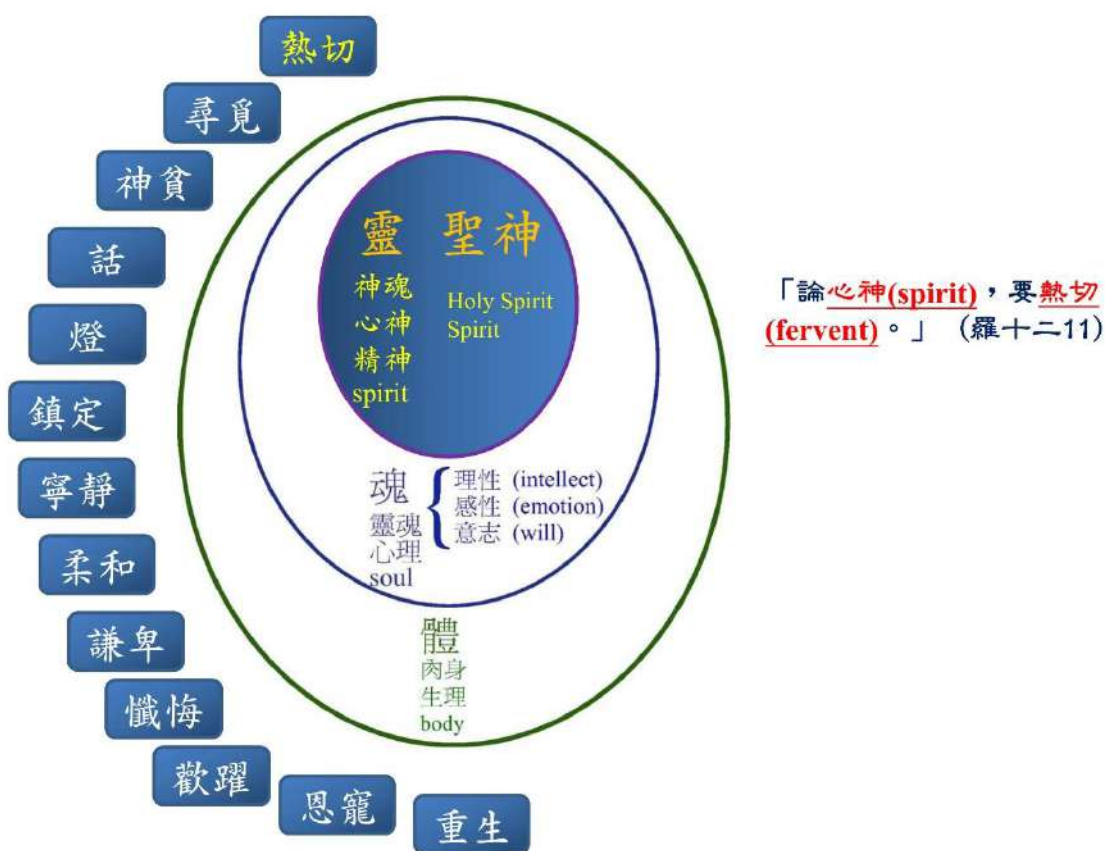 熱切
尋覓
神貧
話
燈
鎮定
寧靜
柔和
謙卑
懺悔
歡躍
恩寵
重生
靈 聖神
神魂
心神
精神
spirit
Holy Spirit
Spirit
魂
靈魂
心理
soul
理性 (intellect)
感性 (emotion)
意志 (will)
體
肉身
生理
body
「論心神(spirit)，要熱切
(fervent)。」 (羅十二11)